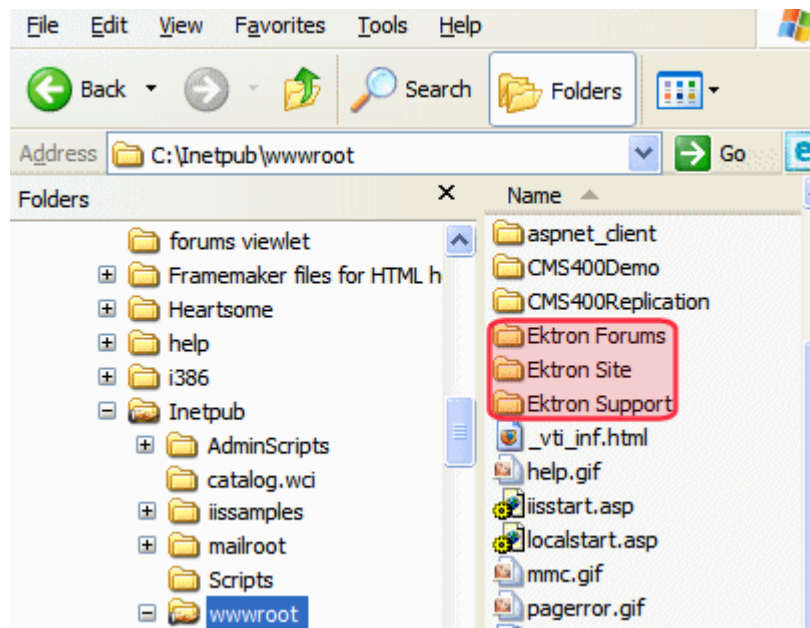 File Edit View Favorites Tools Help
Back Search Folders
Address C:\Inetpub\wwwroot Go
Folders
forums viewlet
Framemaker files for HTML h
Heartsome
help
i386
Inetpub
AdminScripts
catalog.wci
iissamples
mailroot
Scripts
wwwroot
Name
aspnet_client
CMS400Demo
CMS400Replication
Ektron Forums
Ektron Site
Ektron Support
_vti_inf.html
help.gif
iisstart.asp
localstart.asp
mmc.gif
pagerror.gif